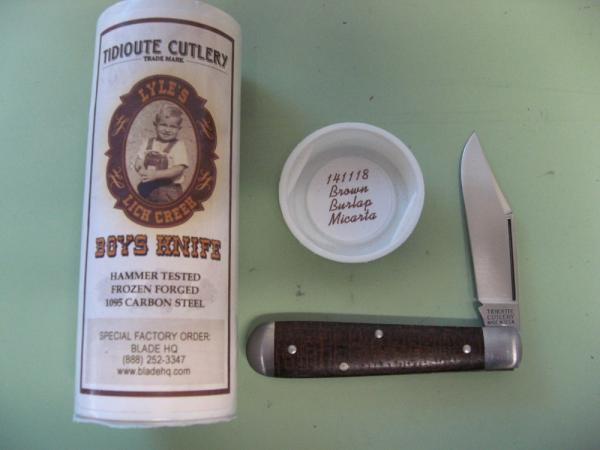 TIDIOUTE CUTLERY
TRADE MARK
LYLE'S
LICK CREEK
BOYS KNIFE
HAMMER TESTED
FROZEN FORGED
1095 CARBON STEEL
SPECIAL FACTORY ORDER:
BLADE HQ
(888) 252-3347
www.bladehq.com
141118
Brown
Burlap
Micarta
TIDIOUTE
CUTLERY